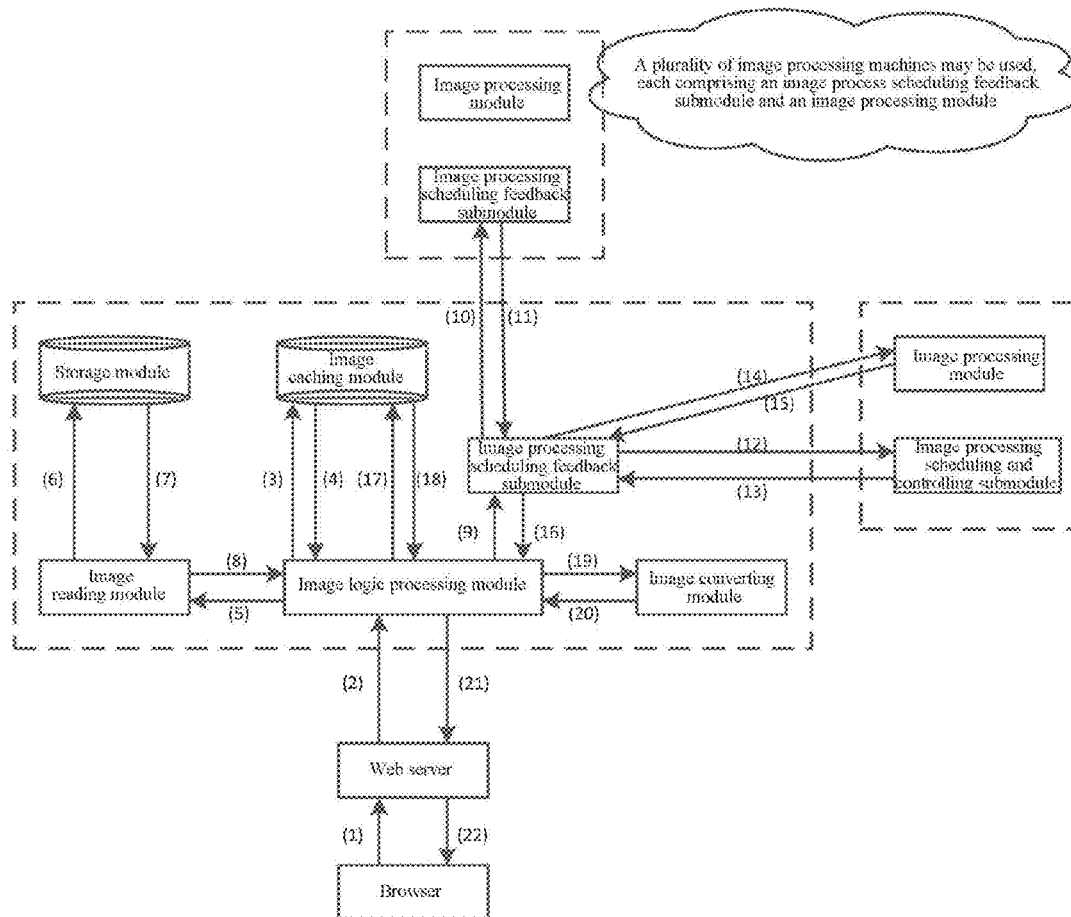 A plurality of image processing machines may be used,
each comprising an image process scheduling feedback
submodule and an image processing module
Image processing
module
Image processing
scheduling feedback
submodule
(10)
(11)
Storage module
Image
caching module
Image processing
module
(14)
(15)
(12)
(13)
Image processing
scheduling feedback
submodule
Image processing
scheduling and
controlling submodule
(6)
(7)
(3)
(4)
(17)
(18)
(9)
(16)
Image
reading module
(8)
(5)
Image logic processing module
(19)
(20)
Image converting
module
(2)
(21)
Web server
(1)
(22)
Browser